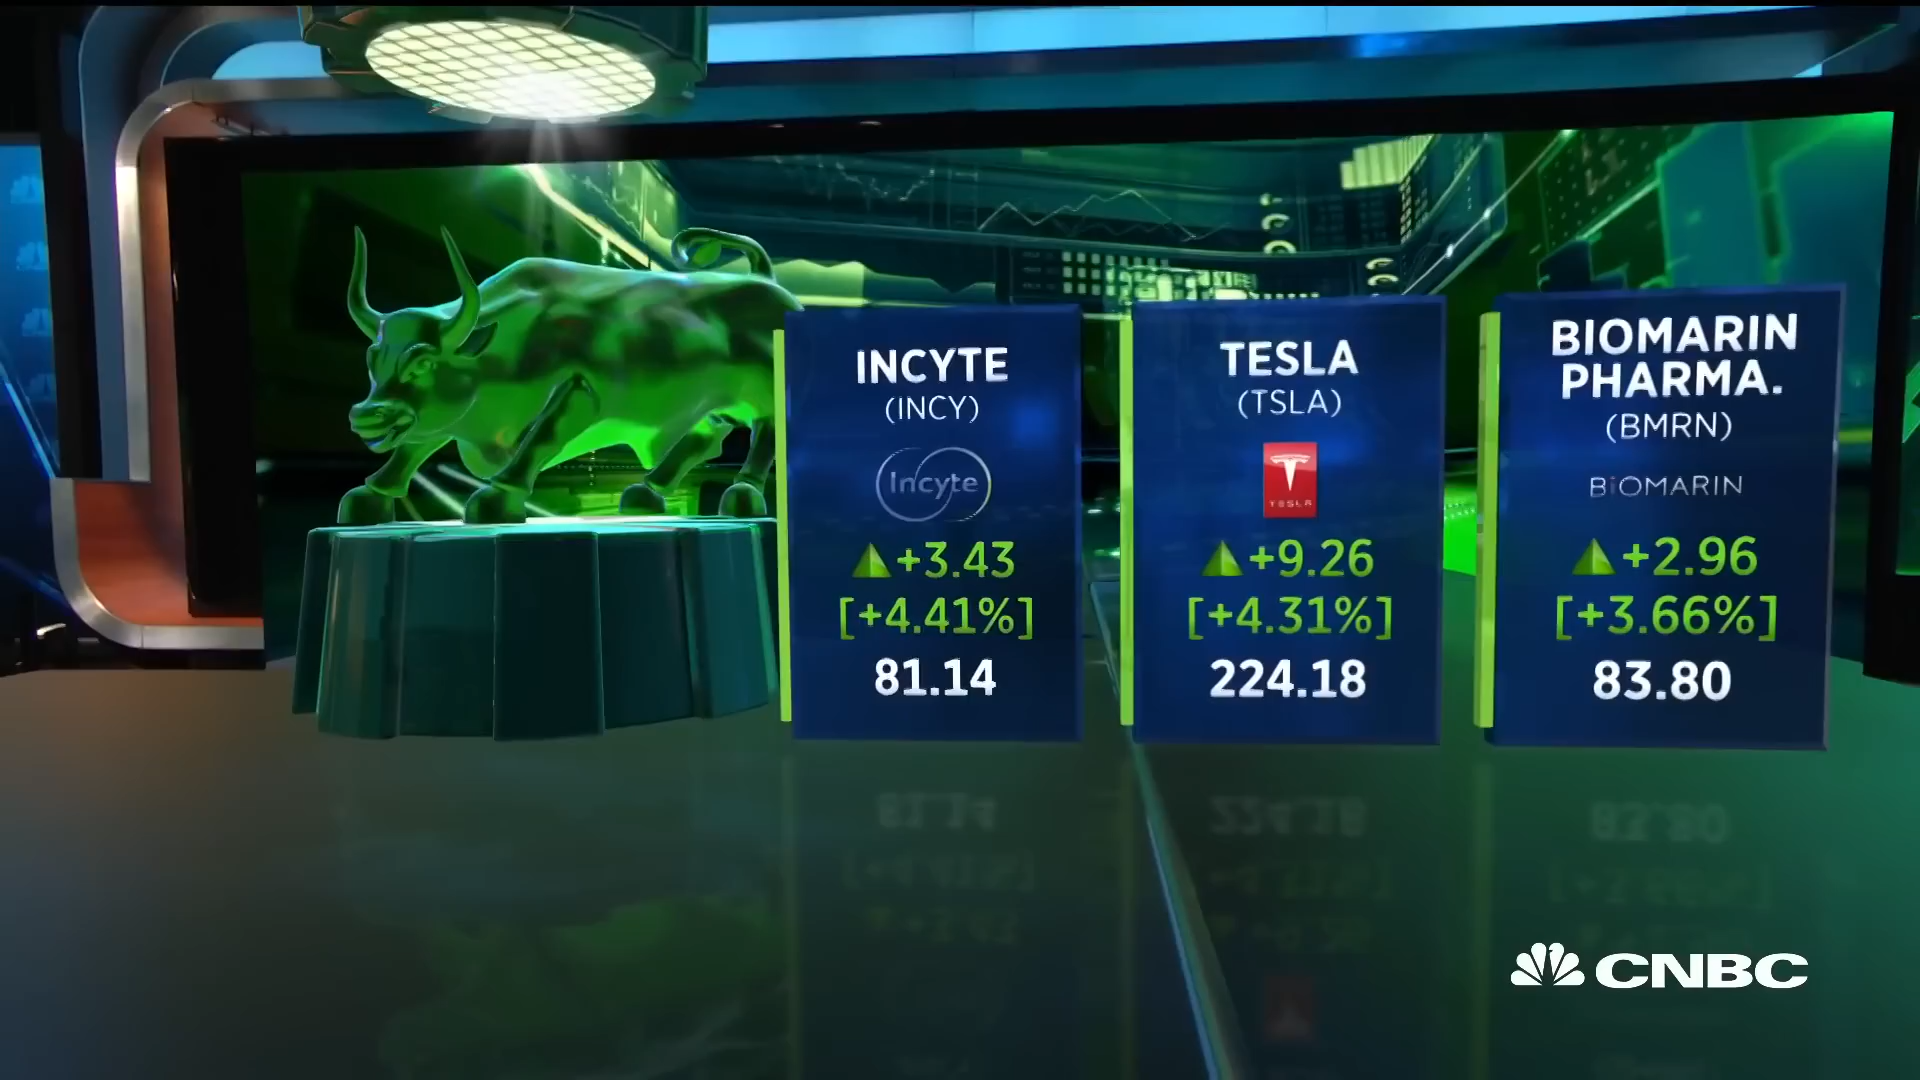 INCYTE
(INCY)
Incyte
+3.43
[+4.41%]
81.14
TESLA
(TSLA)
TESLA
+9.26
[+4.31%]
224.18
BIOMARIN
PHARMA.
(BMRN)
BIOMARIN
+2.96
[+3.66%]
83.80
CNBC